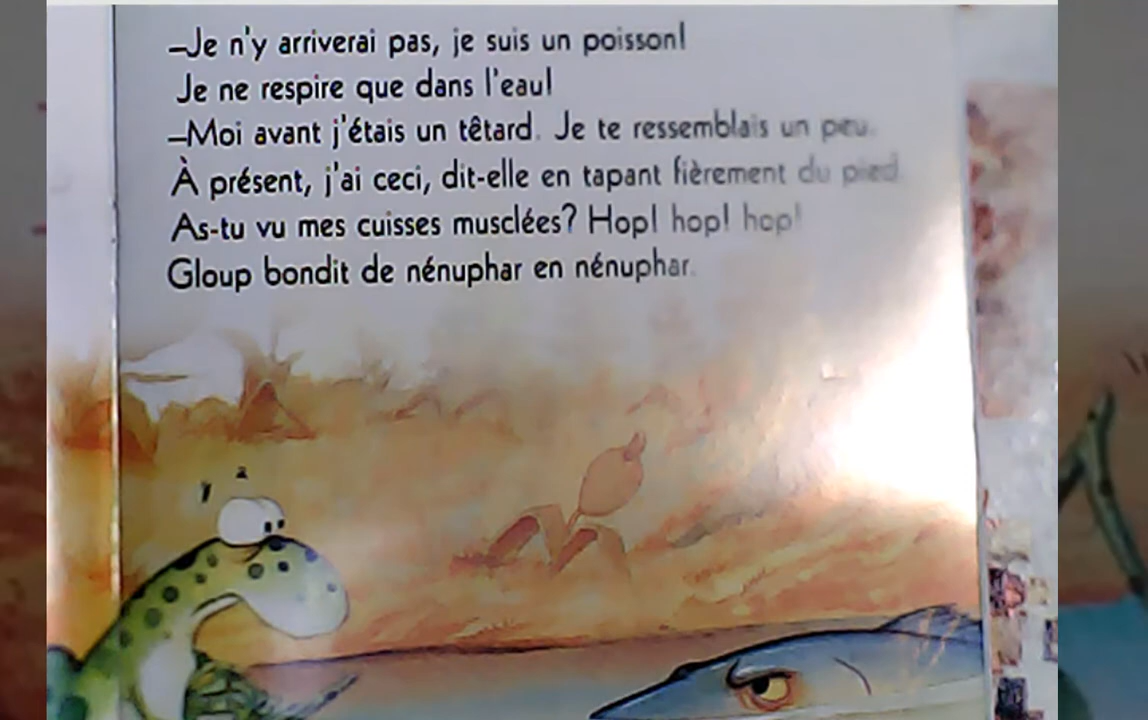 –Je n'y arriverai pas, je suis un poisson!
Je ne respire que dans l'eau!
–Moi avant j'étais un têtard. Je te ressemblais un peu.
À présent, j'ai ceci, dit-elle en tapant fièrement du pied.
As-tu vu mes cuisses musclées? Hop! hop! hop!
Gloup bondit de nénuphar en nénuphar.